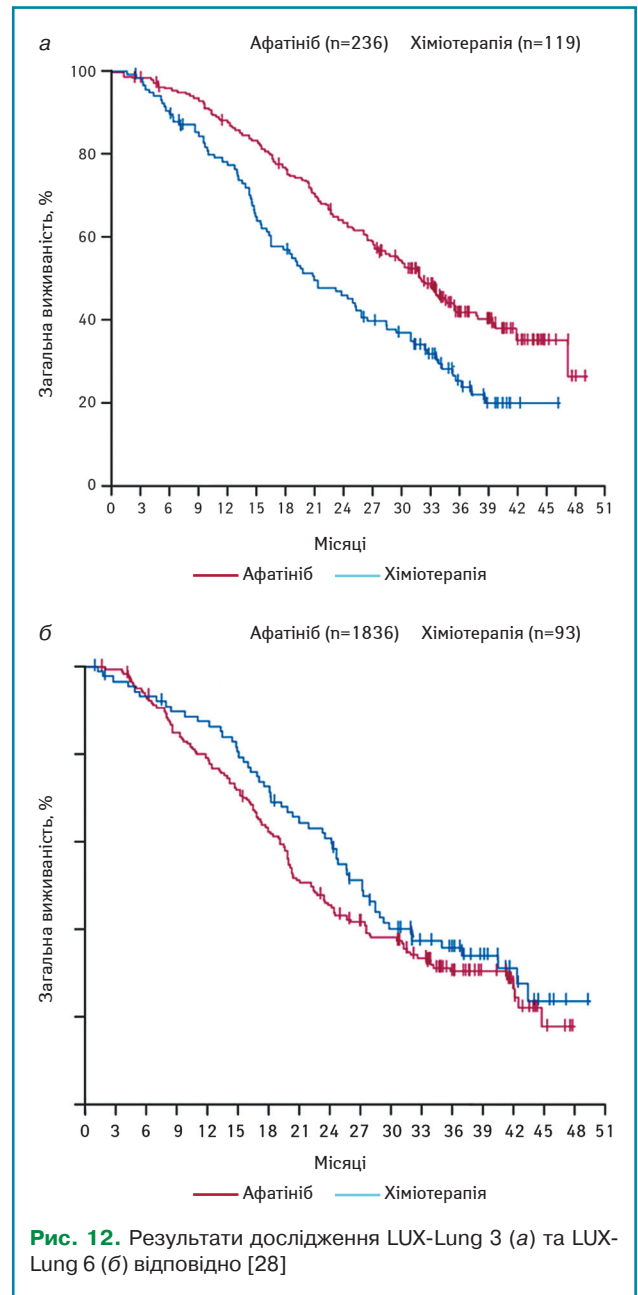 а
Афатініб (n=236) Хіміотерапія (n=119)
Загальна виживаність, %
100
80
60
40
20
0
0 3 6 9 12 15 18 21 24 27 30 33 36 39 42 45 48 51
Місяці
Афатініб Хіміотерапія
б
Афатініб (n=1836) Хіміотерапія (n=93)
Загальна виживаність, %
0 3 6 9 12 15 18 21 24 27 30 33 36 39 42 45 48 51
Місяці
Афатініб Хіміотерапія
Рис. 12. Результати дослідження LUX-Lung 3 (а) та LUX-
Lung 6 (б) відповідно [28]